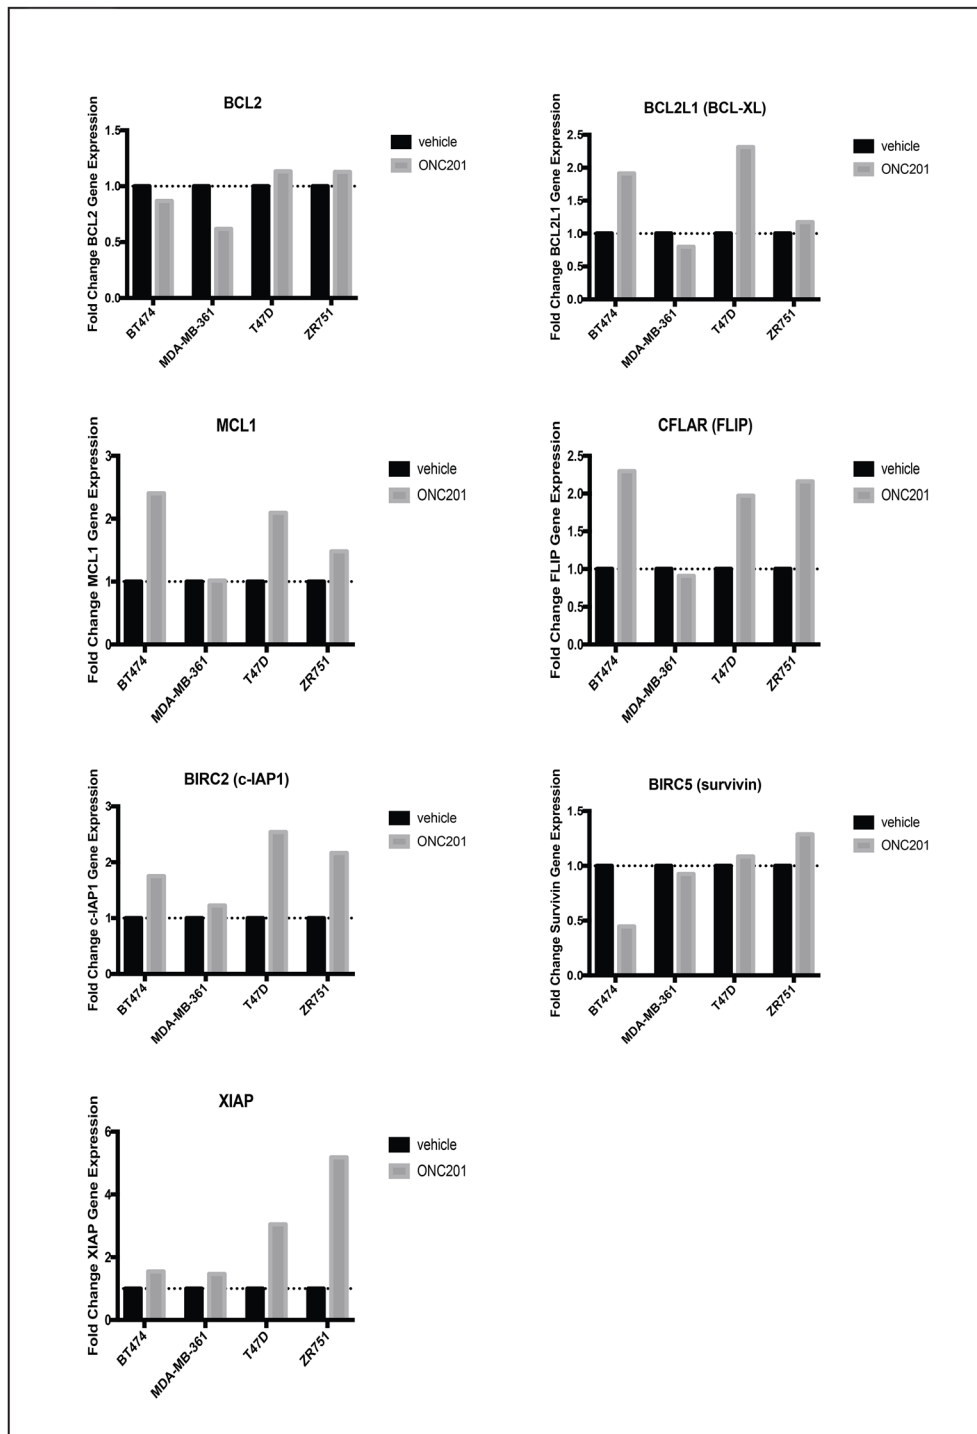 BCL2
Fold Change BCL2 Gene Expression
1.5
1.0
0.5
0.0
BT474
MDA-MB-361
T47D
ZR751
vehicle
ONC201
BCL2L1 (BCL-XL)
Fold Change BCL2L1 Gene Expression
2.5
2.0
1.5
1.0
0.5
0.0
BT474
MDA-MB-361
T47D
ZR751
vehicle
ONC201
MCL1
Fold Change MCL1 Gene Expression
3
2
1
0
BT474
MDA-MB-361
T47D
ZR751
vehicle
ONC201
CFLAR (FLIP)
Fold Change FLIP Gene Expression
2.5
2.0
1.5
1.0
0.5
0.0
BT474
MDA-MB-361
T47D
ZR751
vehicle
ONC201
BIRC2 (c-IAP1)
Fold Change c-IAP1 Gene Expression
3
2
1
0
BT474
MDA-MB-361
T47D
ZR751
vehicle
ONC201
BIRC5 (survivin)
Fold Change Survivin Gene Expression
1.5
1.0
0.5
0.0
BT474
MDA-MB-361
T47D
ZR751
vehicle
ONC201
XIAP
Fold Change XIAP Gene Expression
6
4
2
0
BT474
MDA-MB-361
T47D
ZR751
vehicle
ONC201